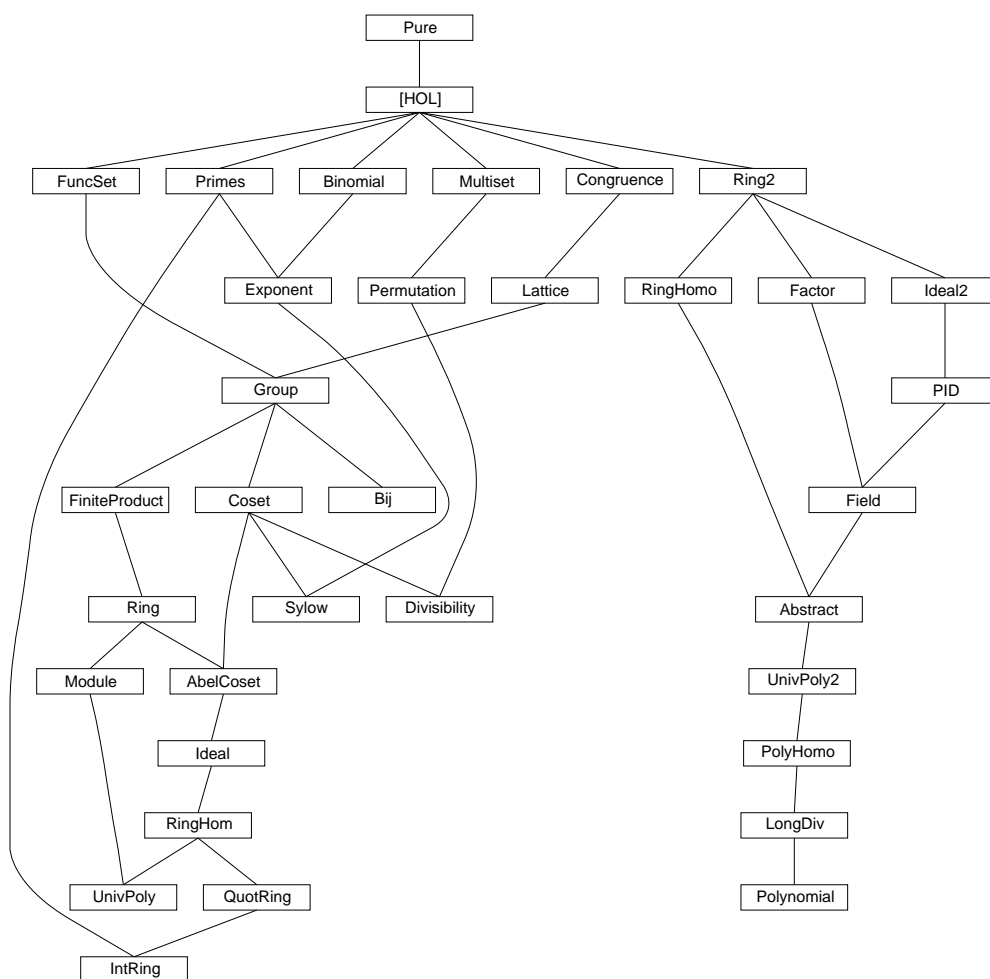 Pure
[HOL]
FuncSet Primes Binomial Multiset Congruence Ring2
Exponent Permutation Lattice RingHomo Factor Ideal2
Group PID
FiniteProduct Coset Bij Field
Ring Sylow Divisibility Abstract
Module AbelCoset UnivPoly2
Ideal PolyHomo
RingHom LongDiv
UnivPoly QuotRing Polynomial
IntRing